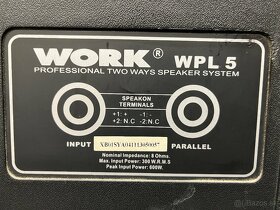 WORK® WPL 5
PROFESSIONAL TWO WAYS SPEAKER SYSTEM
SPEAKON
TERMINALS
+1: + -1: -
+2: N.C -2: N.C
INPUT PARALLEL
Nominal Impedance: 8 Ohms.
Max. Input Power: 300 W.R.M.S
Peak Input Power: 600W.